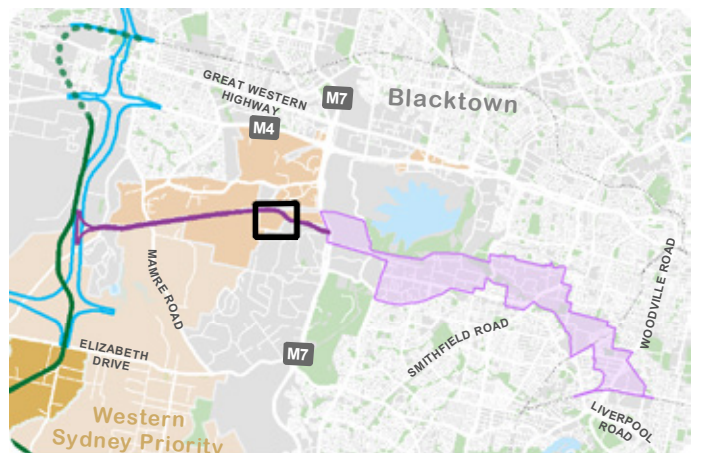 GREAT WESTERN
HIGHWAY
M7
Blacktown
M4
MAMRE ROAD
WOODVILLE ROAD
SMITHFIELD ROAD
ELIZABETH
DRIVE
M7
LIVERPOOL
ROAD
Western
Sydney Priority